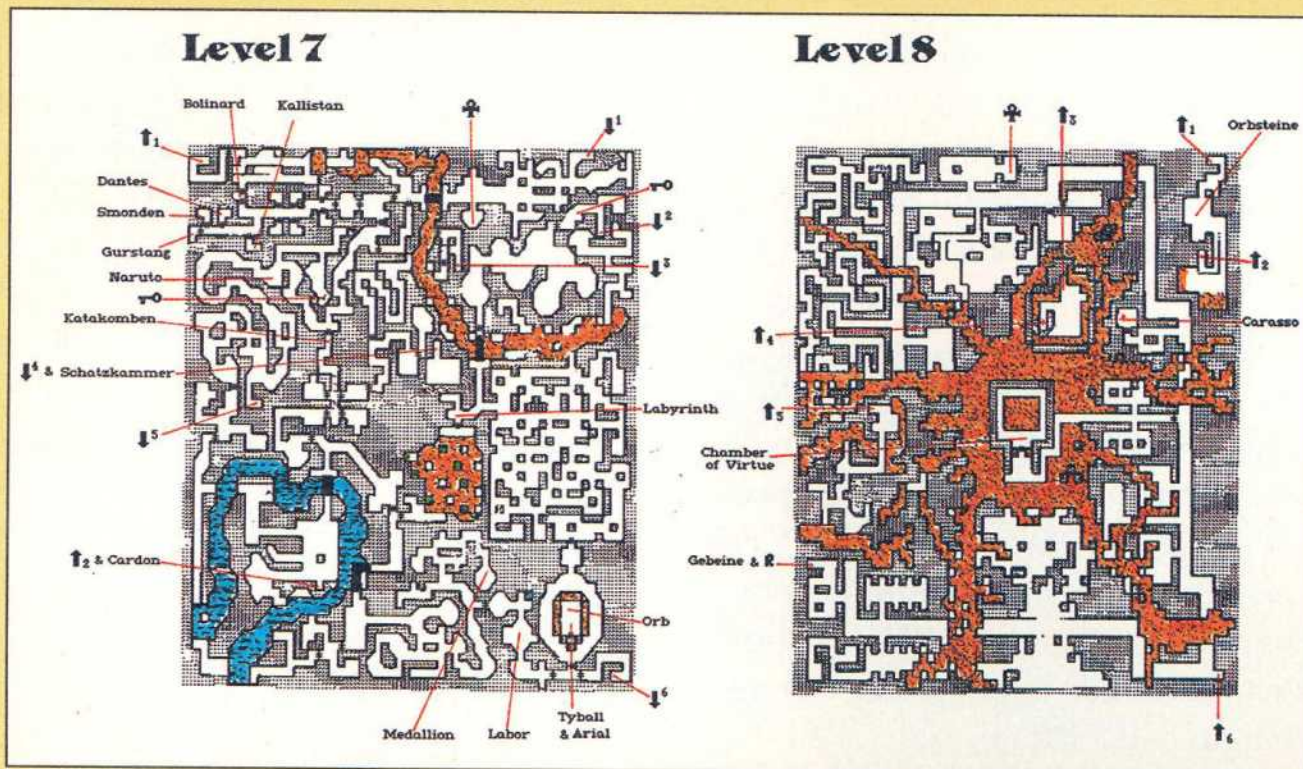 Level 7
Bolinard
Kallistan
↑1
↓1
Dantes
Smonden
↓2
Gurstang
↓3
Naruto
Katakomben
↓4 & Schatzkammer
Labyrinth
↓5
↑2 & Cardon
Orb
↓6
Medallion
Labor
Tyball
& Arial
Level 8
↑3
↑1
Orbsteine
↑2
Carasso
↑4
↑5
Chamber
of Virtue
Gebeine &
↑6